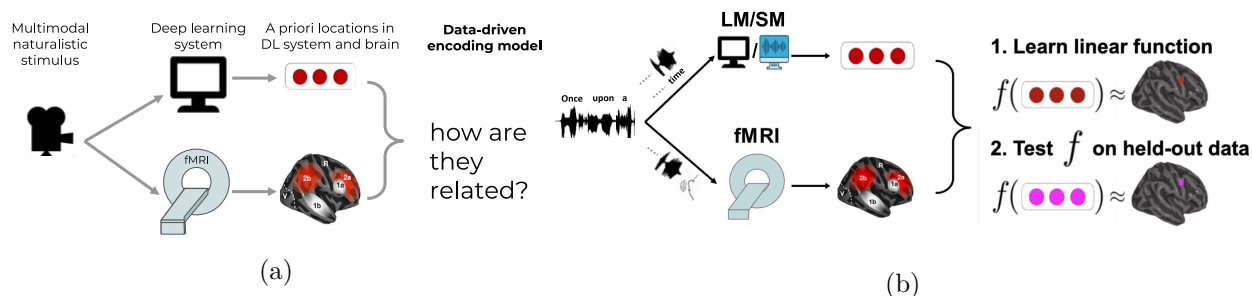 Multimodal
naturalistic
stimulus
Deep learning
system
A priori locations in
DL system and brain
Data-driven
encoding model
fMRI
R
2b
2a
1a
1b
V
how are
they
related?
(a)
Once upon a
time
LM/SM
/
fMRI
R
2b
2a
1a
1b
V
1. Learn linear function
f( ) ≈
2. Test f on held-out data
f( ) ≈
(b)